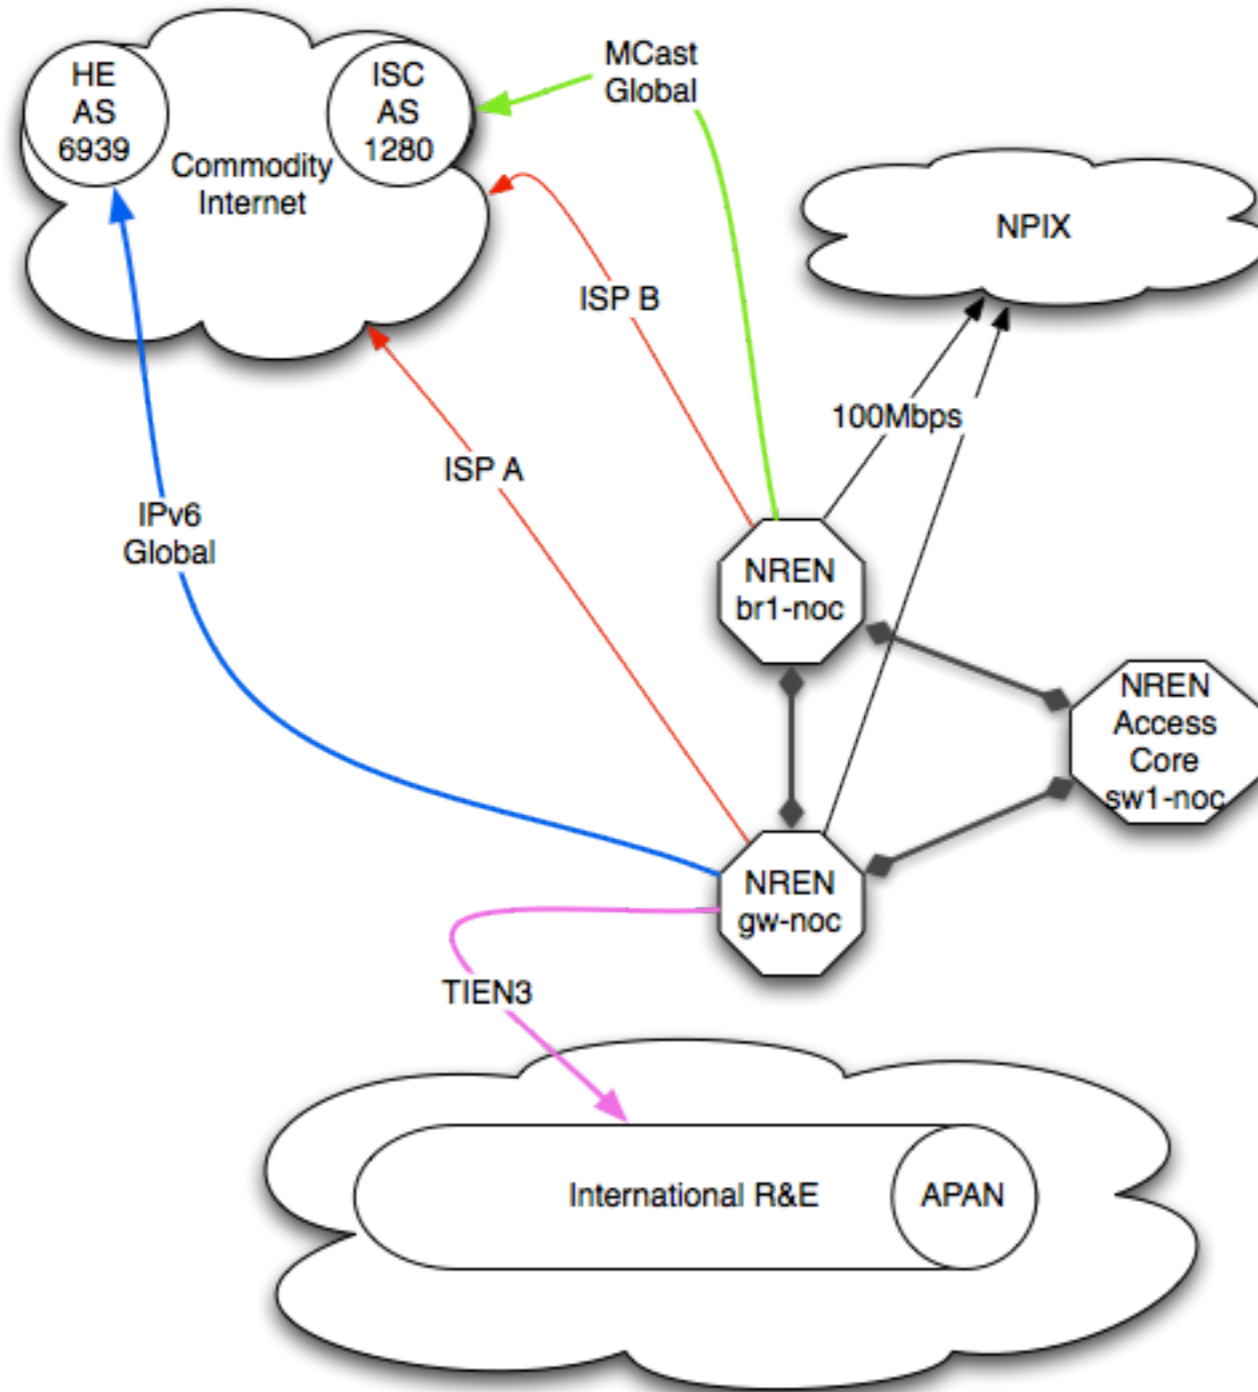 HE
AS
6939
ISC
AS
1280
Commodity
Internet
MCast
Global
NPIX
ISP B
100Mbps
ISP A
IPv6
Global
NREN
br1-noc
NREN
Access
Core
sw1-noc
NREN
gw-noc
TIEN3
International R&E
APAN